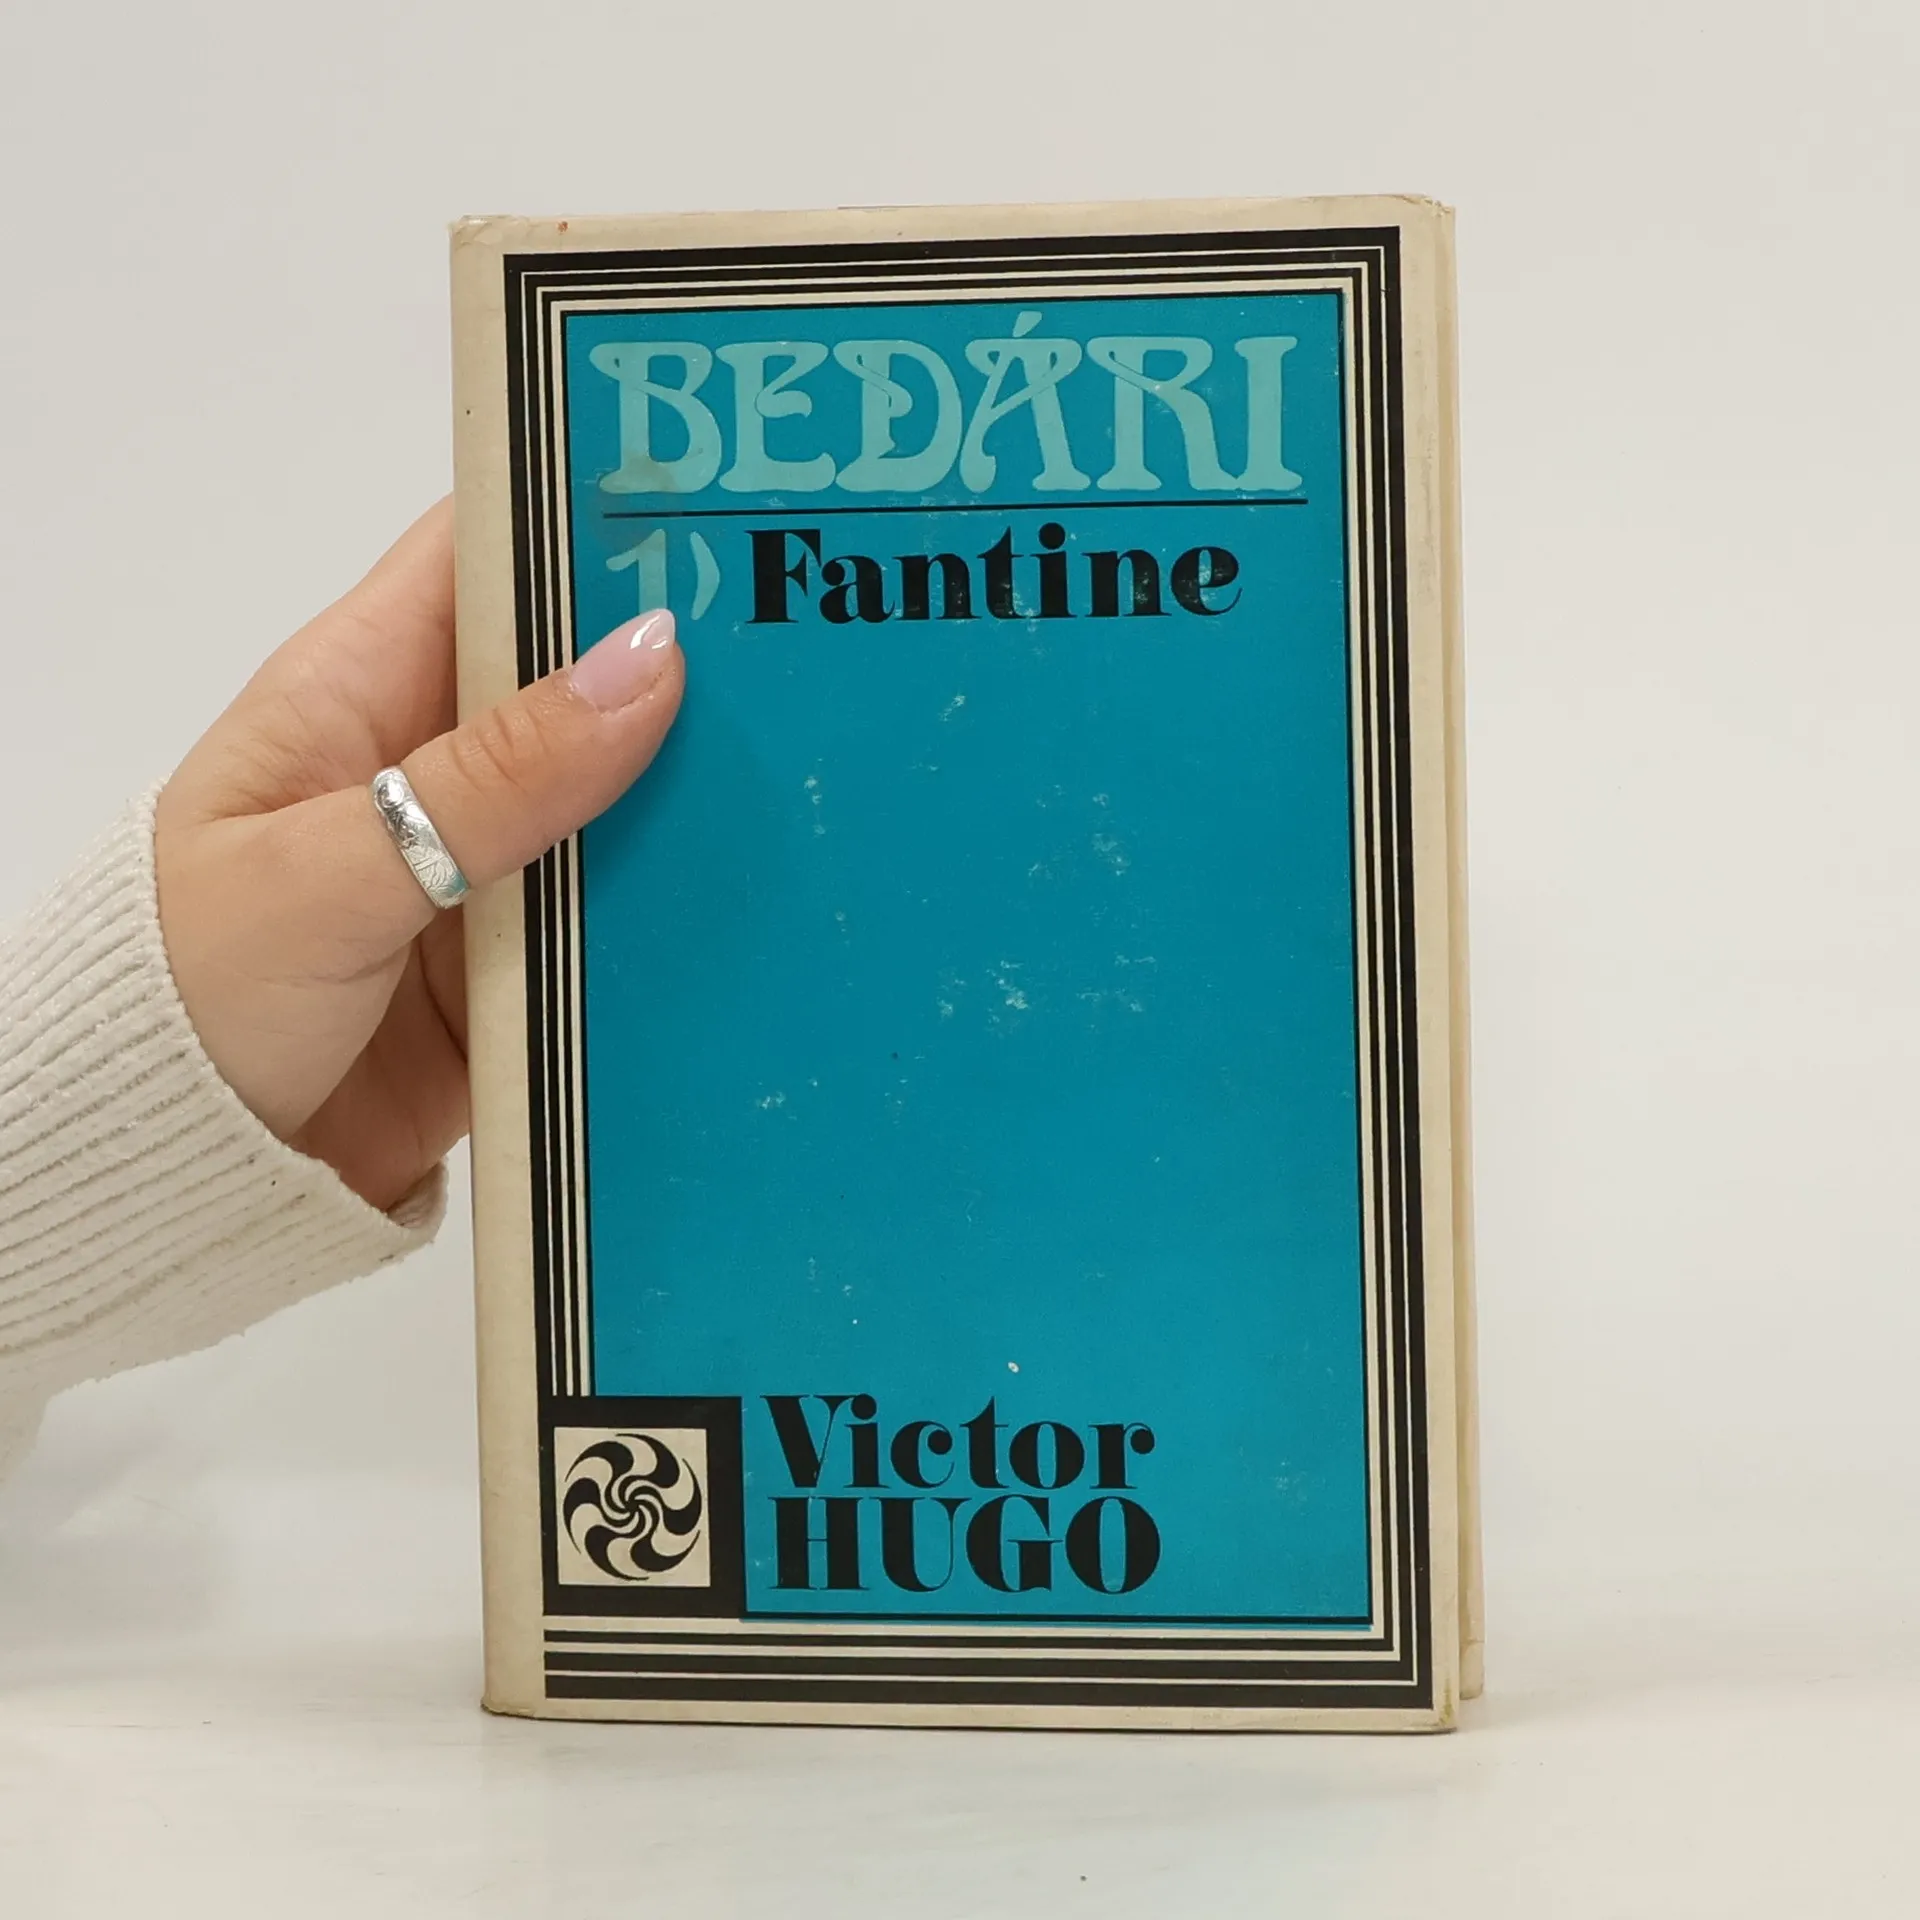 BEDÁRI
1) Fantine
Victor
HUGO